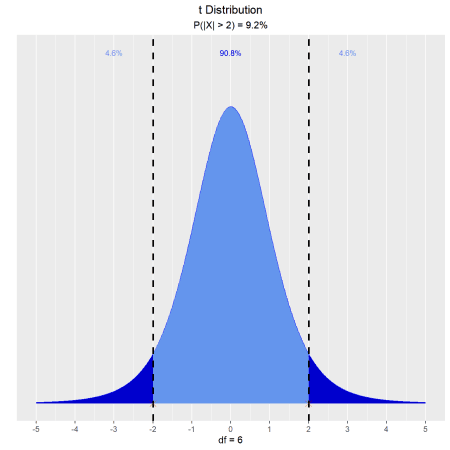 t Distribution
P(|X| > 2) = 9.2%
4.6% 90.8% 4.6%
-5 -4 -3 -2 -1 0 1 2 3 4 5
df = 6